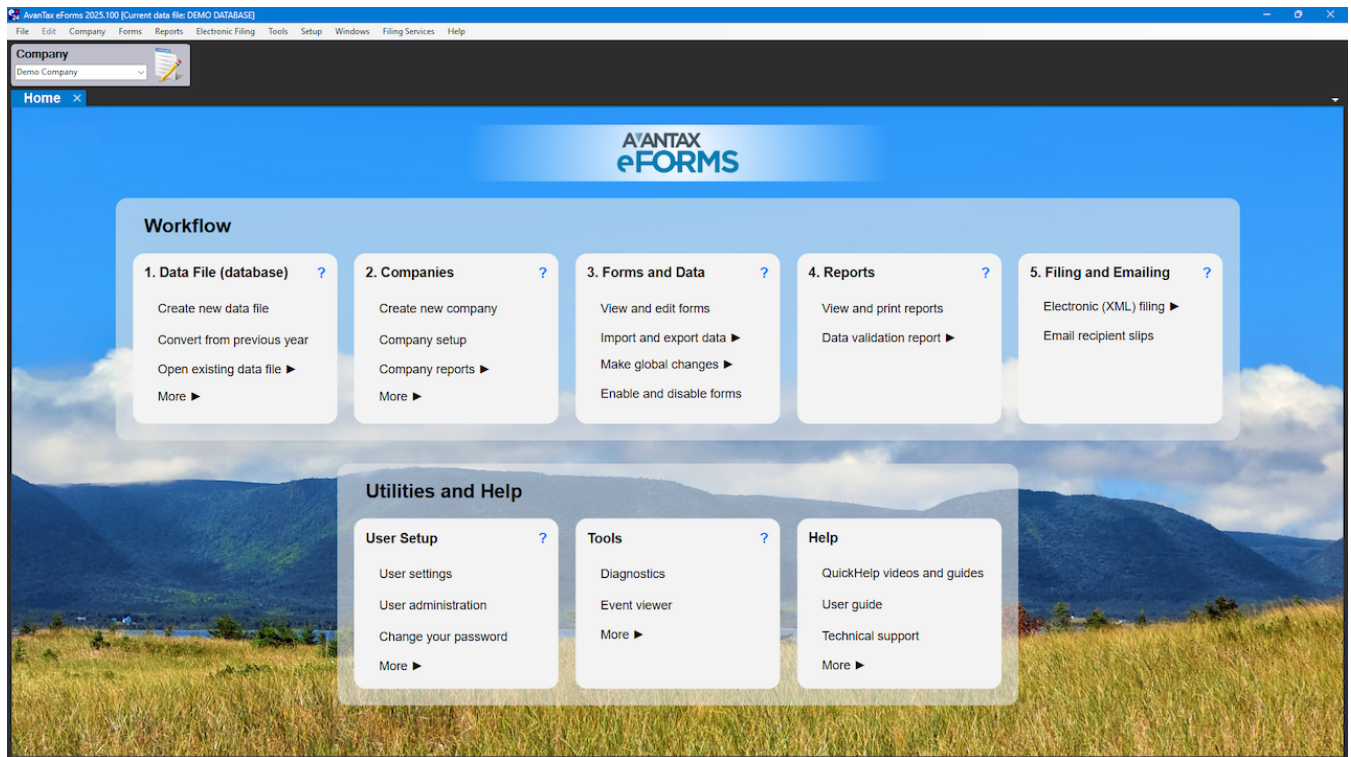 AvanTax eForms 2025.100 [Current data file: DEMO DATABASE]
File Edit Company Forms Reports Electronic Filing Tools Setup Windows Filing Services Help
Company
Demo Company
Home
AVANTAX
eFORMS
Workflow
1. Data File (database) ?
Create new data file
Convert from previous year
Open existing data file ▶
More ▶
2. Companies ?
Create new company
Company setup
Company reports ▶
More ▶
3. Forms and Data ?
View and edit forms
Import and export data ▶
Make global changes ▶
Enable and disable forms
4. Reports ?
View and print reports
Data validation report ▶
5. Filing and Emailing ?
Electronic (XML) filing ▶
Email recipient slips
Utilities and Help
User Setup ?
User settings
User administration
Change your password
More ▶
Tools ?
Diagnostics
Event viewer
More ▶
Help
QuickHelp videos and guides
User guide
Technical support
More ▶